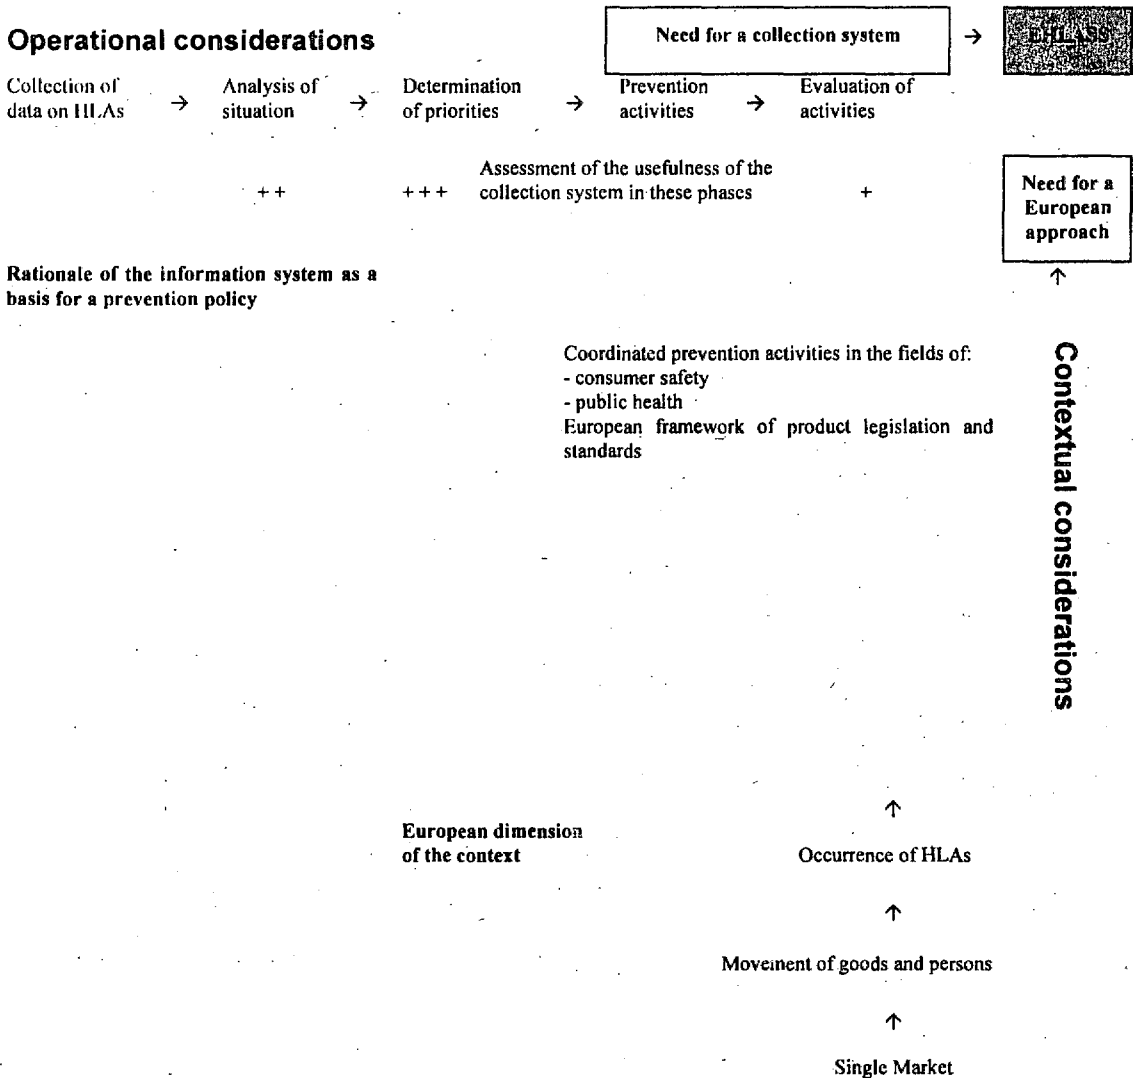 Operational considerations
Need for a collection system → EHLASS
Collection of → Analysis of → Determination → Prevention → Evaluation of
data on HLAs situation of priorities activities activities
Assessment of the usefulness of the
++ +++ collection system in these phases +
Need for a
European
approach
↑
Rationale of the information system as a
basis for a prevention policy
Coordinated prevention activities in the fields of:
- consumer safety
- public health
European framework of product legislation and
standards
Contextual considerations
↑
European dimension
of the context
Occurrence of HLAs
↑
Movement of goods and persons
↑
Single Market